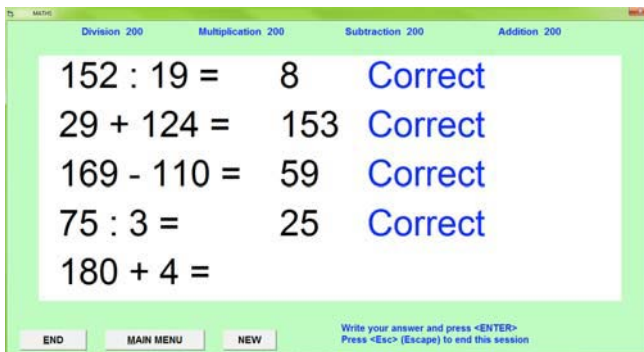 MATHS
Division 200 Multiplication 200 Subtraction 200 Addition 200
152 : 19 = 8 Correct
29 + 124 = 153 Correct
169 - 110 = 59 Correct
75 : 3 = 25 Correct
180 + 4 =
Write your answer and press <ENTER>
Press <Esc> (Escape) to end this session
END MAIN MENU NEW